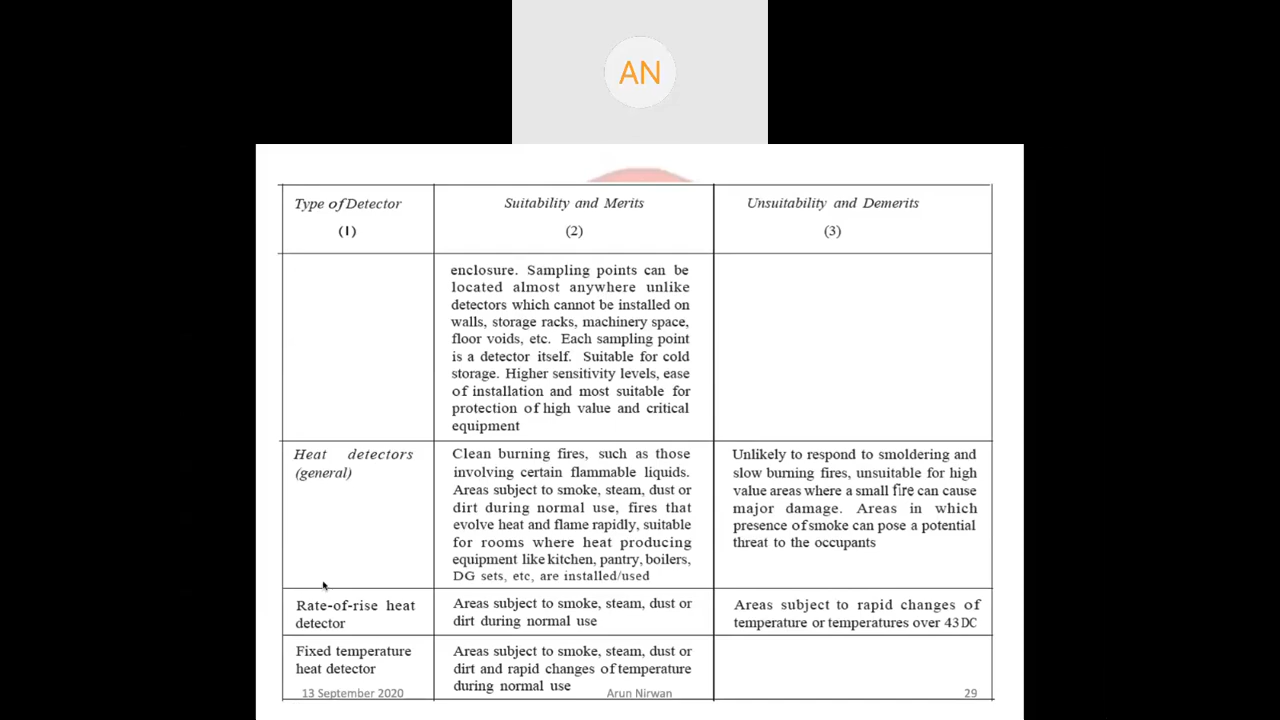 AN
Type of Detector
(1)
Suitability and Merits
(2)
Unsuitability and Demerits
(3)
enclosure. Sampling points can be
located almost anywhere unlike
detectors which cannot be installed on
walls, storage racks, machinery space,
floor voids, etc. Each sampling point
is a detector itself. Suitable for cold
storage. Higher sensitivity levels, ease
of installation and most suitable for
protection of high value and critical
equipment
Heat detectors
(general)
Clean burning fires, such as those
involving certain flammable liquids.
Areas subject to smoke, steam, dust or
dirt during normal use, fires that
evolve heat and flame rapidly, suitable
for rooms where heat producing
equipment like kitchen, pantry, boilers,
DG sets, etc, are installed/used
Unlikely to respond to smoldering and
slow burning fires, unsuitable for high
value areas where a small fire can cause
major damage. Areas in which
presence of smoke can pose a potential
threat to the occupants
Rate-of-rise heat
detector
Areas subject to smoke, steam, dust or
dirt during normal use
Areas subject to rapid changes of
temperature or temperatures over 43DC
Fixed temperature
heat detector
Areas subject to smoke, steam, dust or
dirt and rapid changes of temperature
during normal use
13 September 2020
Arun Nirwan
29